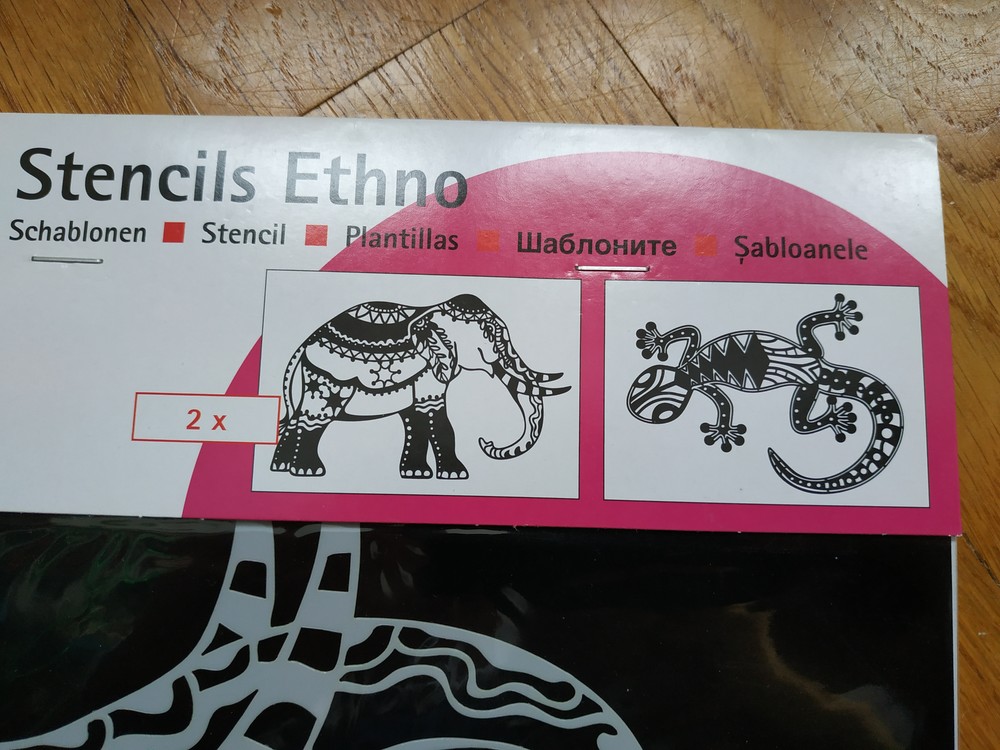 Stencils Ethno
Schablonen ■ Stencil ■ Plantillas ■ Шаблоните ■ Şabloanele
2 x